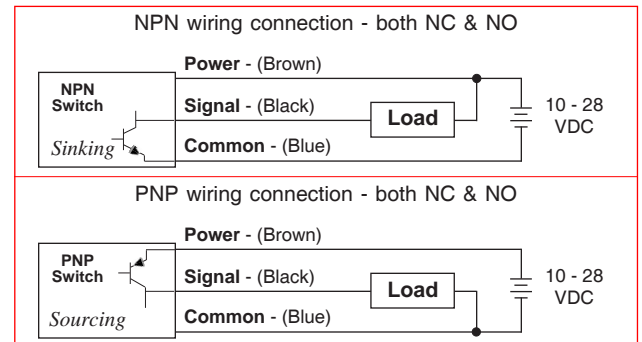 NPN wiring connection - both NC & NO
Power - (Brown)
NPN
Switch
Signal - (Black)
Load
10 - 28
VDC
Sinking
Common - (Blue)
PNP wiring connection - both NC & NO
Power - (Brown)
PNP
Switch
Signal - (Black)
Load
10 - 28
VDC
Sourcing
Common - (Blue)